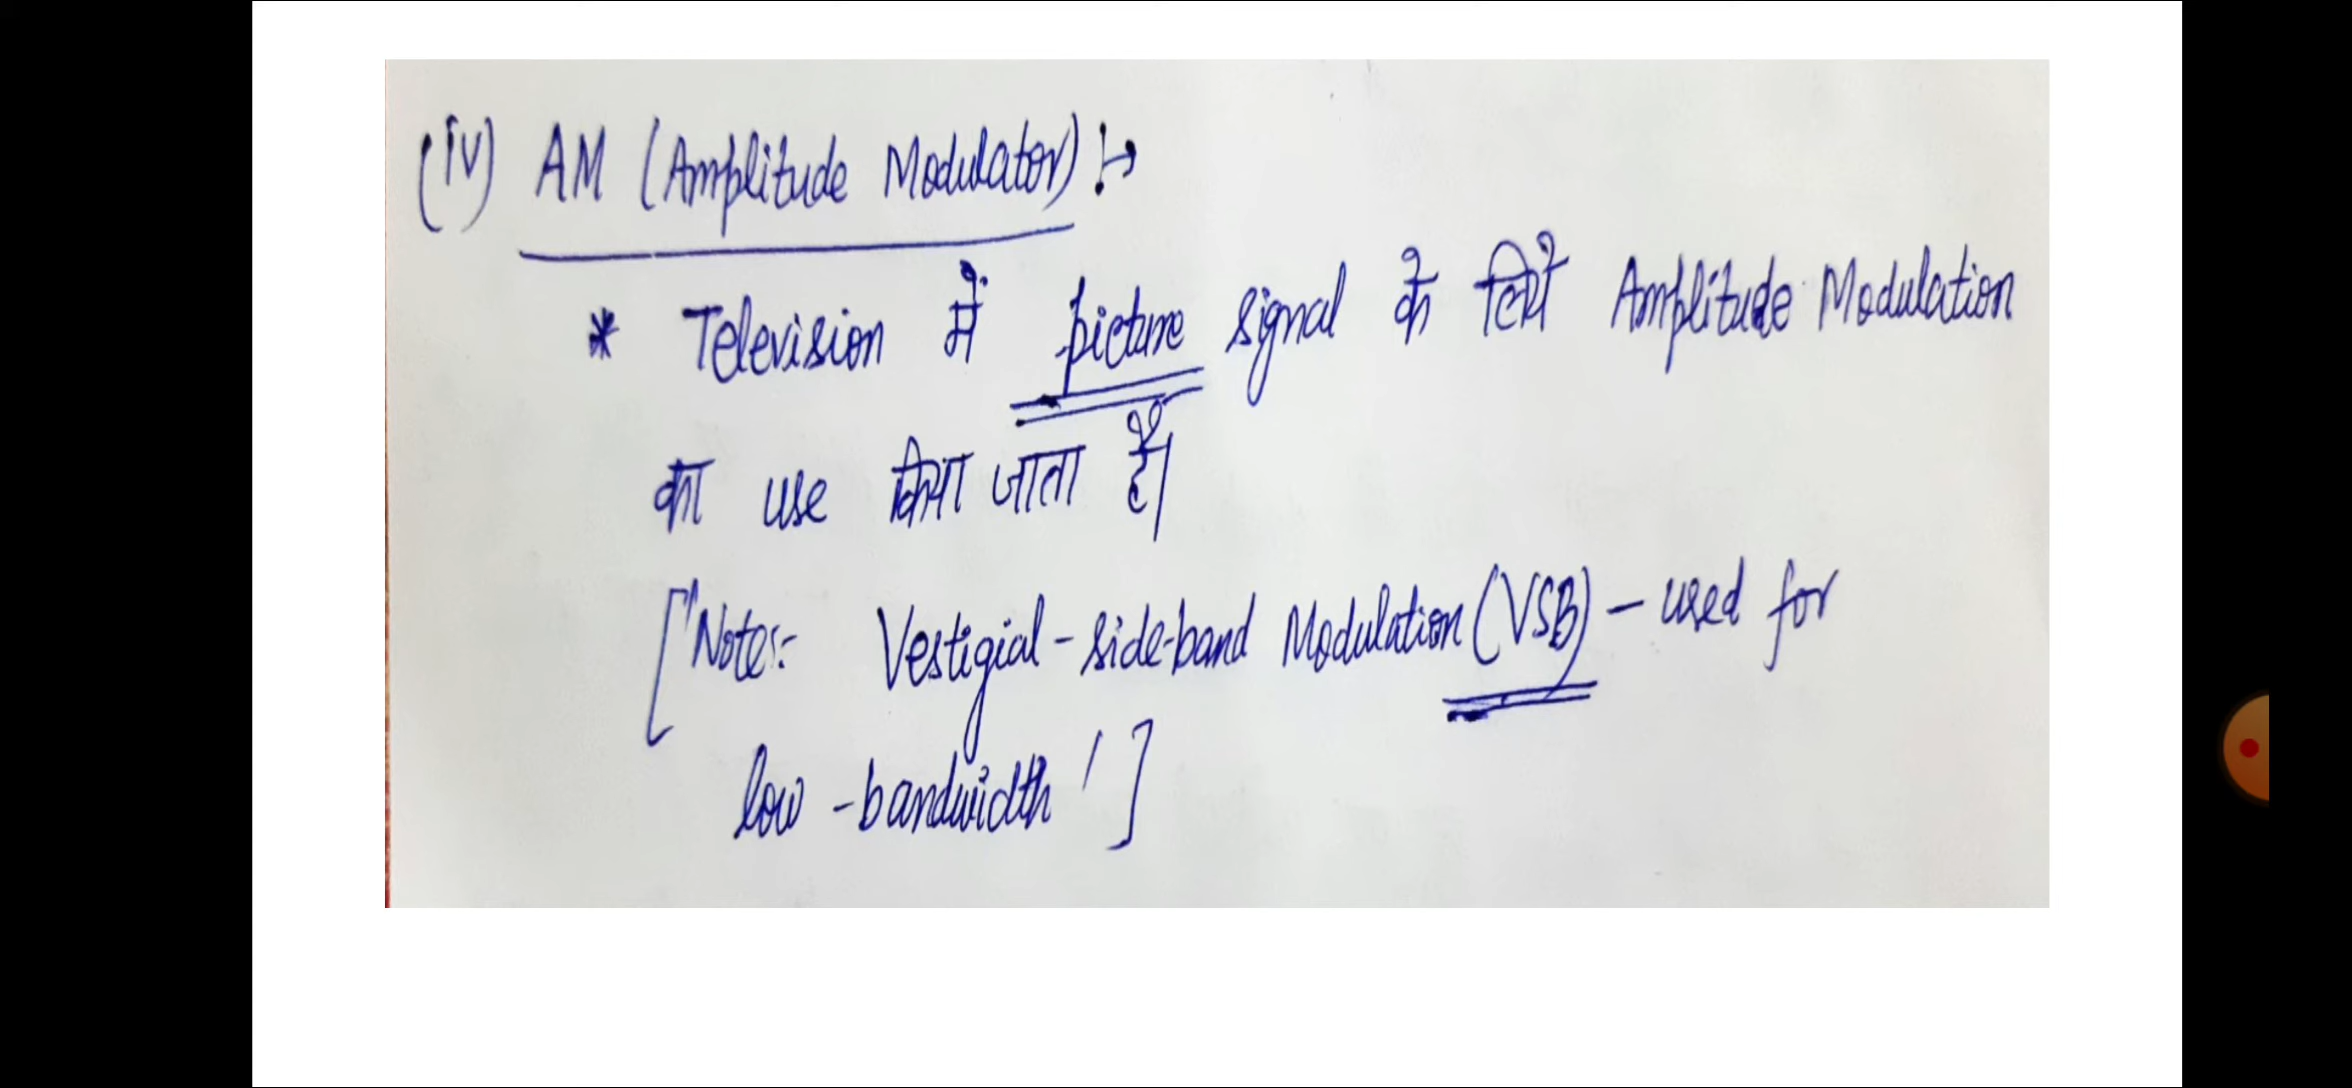 (iv) AM (Amplitude Modulator) :→
* Television में picture signal के लिये Amplitude Modulation
का use किया जाता है।
["Note:- Vestigial-side-band Modulation (VSB) – used for
low-bandwidth ']